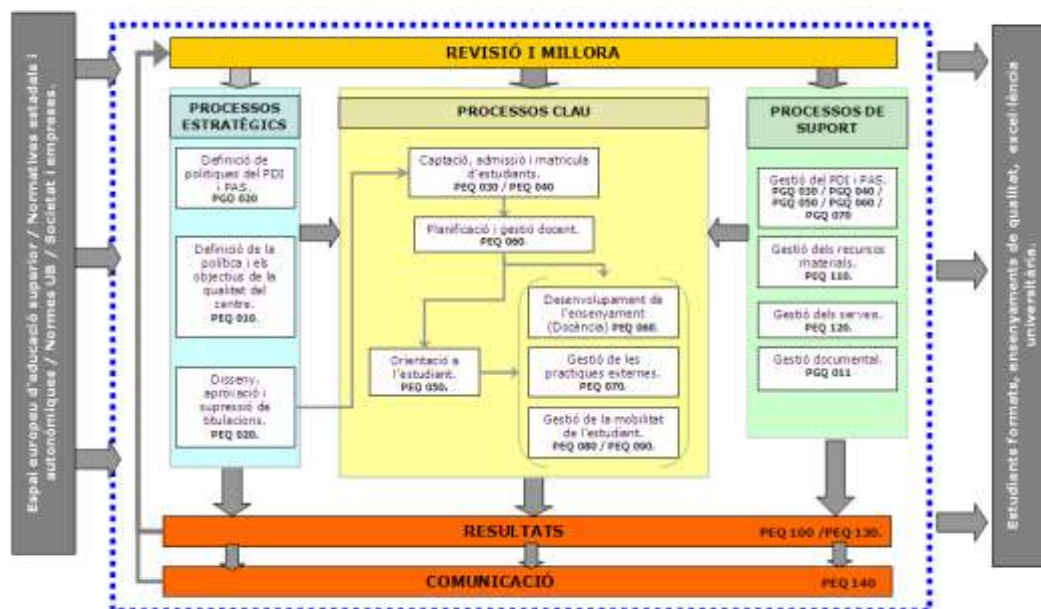 Espai europeu d'educació superior / Normatives estadals i
autonòmiques / Normes UB / Societat i empreses.
REVISIÓ I MILLORA
PROCESSOS
ESTRATÈGICS
Definició de
polítiques del PDI i PAS.
PGQ 020
Definició de la
política i els
objectius de la
qualitat del
centre.
PEQ 010.
Disseny,
aprovació i
supressió de
titulacions.
PEQ 020.
PROCESSOS CLAU
Captació, admissió i matrícula
d'estudiants.
PEQ 030 / PEQ 040
Planificació i gestió docent.
PEQ 060.
Orientació a
l'estudiant.
PEQ 050.
Desenvolupament de
l'ensenyament
(Docència) PEQ 060.
Gestió de les
practiques externes.
PEQ 070.
Gestió de la mobilitat
de l'estudiant.
PEQ 080 / PEQ 090.
PROCESSOS DE
SUPORT
Gestió del PDI i PAS.
PGQ 030 / PGQ 040 /
PGQ 050 / PGQ 060 /
PGQ 070
Gestió dels recursos
materials.
PEQ 110.
Gestió dels serveis.
PEQ 120.
Gestió documental.
PGQ 011
RESULTATS
PEQ 100 /PEQ 130.
COMUNICACIÓ
PEQ 140
Estudiants formats, ensenyaments de qualitat, excel·lència
universitària.